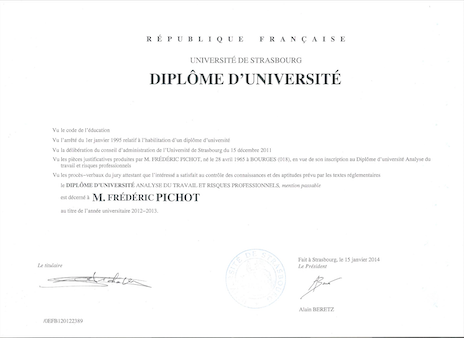 RÉPUBLIQUE FRANÇAISE
UNIVERSITÉ DE STRASBOURG
DIPLÔME D'UNIVERSITÉ
Vu le code de l'éducation
Vu l'arrêté du 1er janvier 1995 relatif à l'habilitation d'un diplôme d'université
Vu la délibération du conseil d'administration de l'Université de Strasbourg du 15 décembre 2011
Vu les pièces justificatives produites par M. FRÉDÉRIC PICHOT, né le 28 avril 1965 à BOURGES (018), en vue de son inscription au Diplôme d'université Analyse du
travail et risques professionnels
Vu les procès-verbaux du jury attestant que l'intéressé a satisfait au contrôle des connaissances et des aptitudes prévu par les textes réglementaires
le DIPLÔME D'UNIVERSITÉ ANALYSE DU TRAVAIL ET RISQUES PROFESSIONNELS, mention passable
est décerné à M. FRÉDÉRIC PICHOT
au titre de l'année universitaire 2012-2013.
Fait à Strasbourg, le 15 janvier 2014
Le titulaire
Le Président
Alain BERETZ
/OEFB120122569